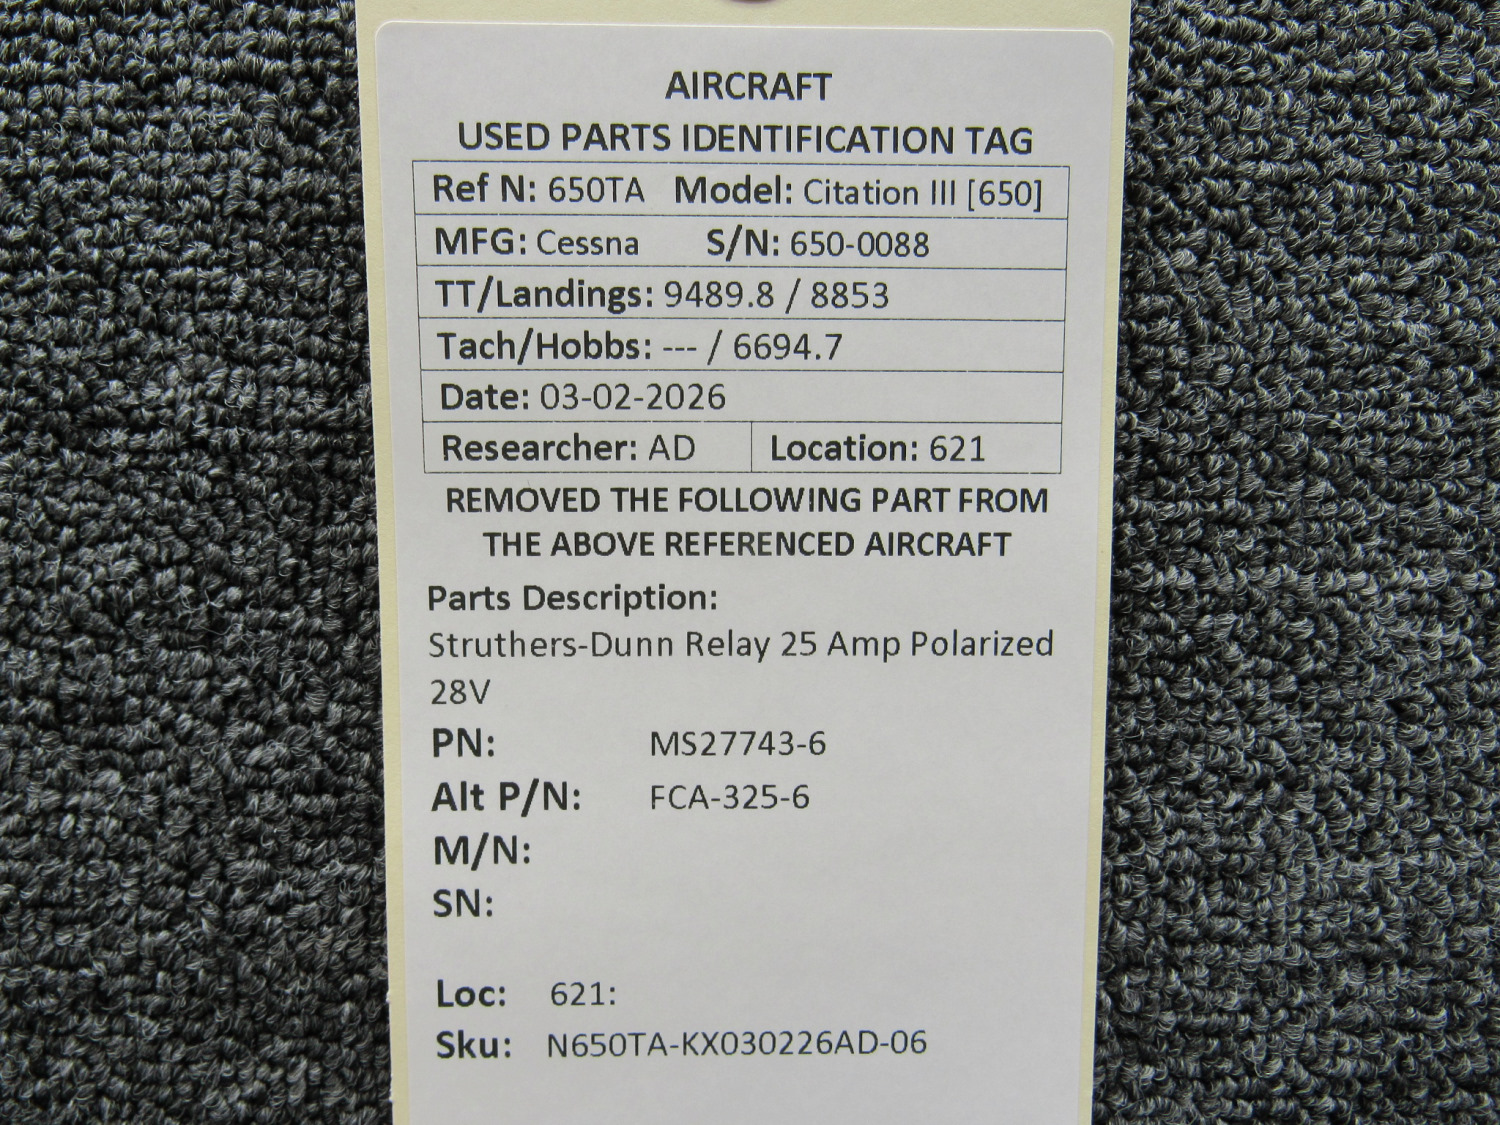 AIRCRAFT
USED PARTS IDENTIFICATION TAG
Ref N: 650TA Model: Citation III [650]
MFG: Cessna S/N: 650-0088
TT/Landings: 9489.8 / 8853
Tach/Hobbs: --- / 6694.7
Date: 03-02-2026
Researcher: AD Location: 621
REMOVED THE FOLLOWING PART FROM
THE ABOVE REFERENCED AIRCRAFT
Parts Description:
Struthers-Dunn Relay 25 Amp Polarized
28V
PN: MS27743-6
Alt P/N: FCA-325-6
M/N:
SN:
Loc: 621:
Sku: N650TA-KX030226AD-06